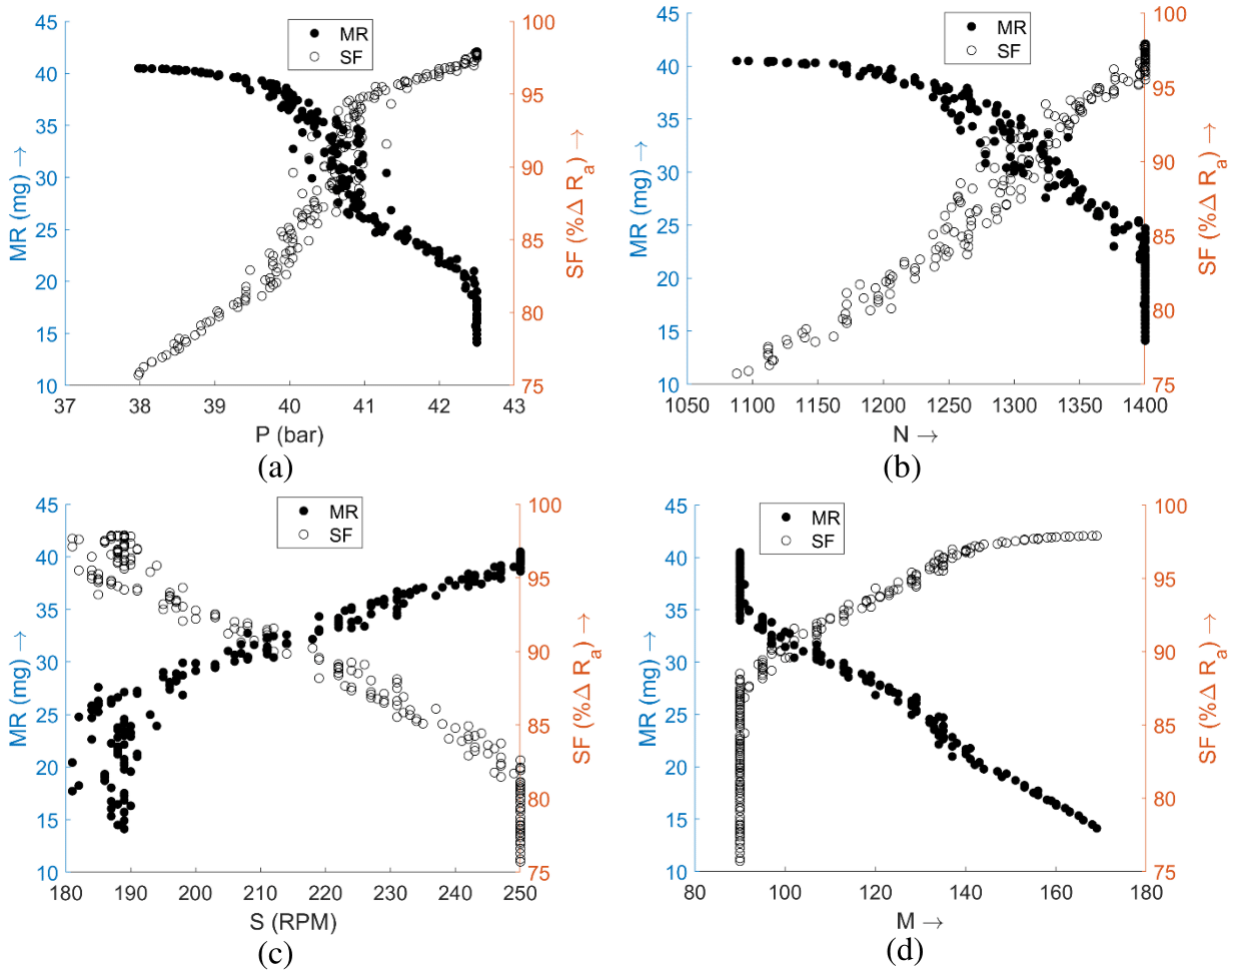 45
40
35
30
25
20
15
10
MR (mg) →
MR
SF
100
95
90
85
80
75
SF (%Δ Rₐ) →
37 38 39 40 41 42 43
P (bar)
(a)
45
40
35
30
25
20
15
10
MR (mg) →
MR
SF
100
95
90
85
80
75
SF (%Δ Rₐ) →
1050 1100 1150 1200 1250 1300 1350 1400
N →
(b)
45
40
35
30
25
20
15
10
MR (mg) →
MR
SF
100
95
90
85
80
75
SF (%Δ Rₐ) →
180 190 200 210 220 230 240 250
S (RPM)
(c)
45
40
35
30
25
20
15
10
MR (mg) →
MR
SF
100
95
90
85
80
75
SF (%Δ Rₐ) →
80 100 120 140 160 180
M →
(d)